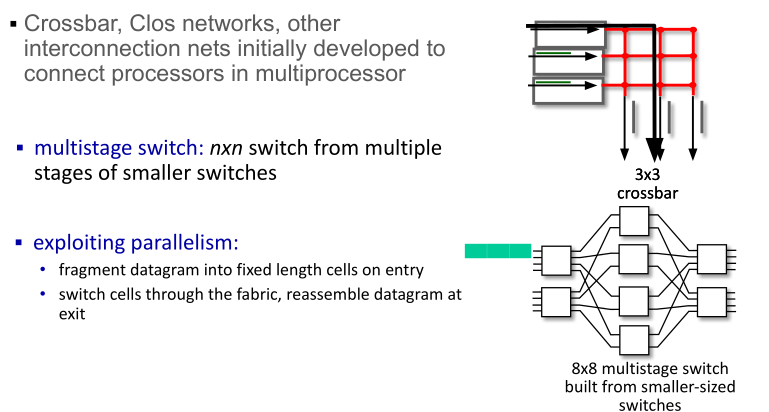 ▪ Crossbar, Clos networks, other
interconnection nets initially developed to
connect processors in multiprocessor
▪ multistage switch: nxn switch from multiple
stages of smaller switches
▪ exploiting parallelism:
• fragment datagram into fixed length cells on entry
• switch cells through the fabric, reassemble datagram at
exit
3x3
crossbar
8x8 multistage switch
built from smaller-sized
switches